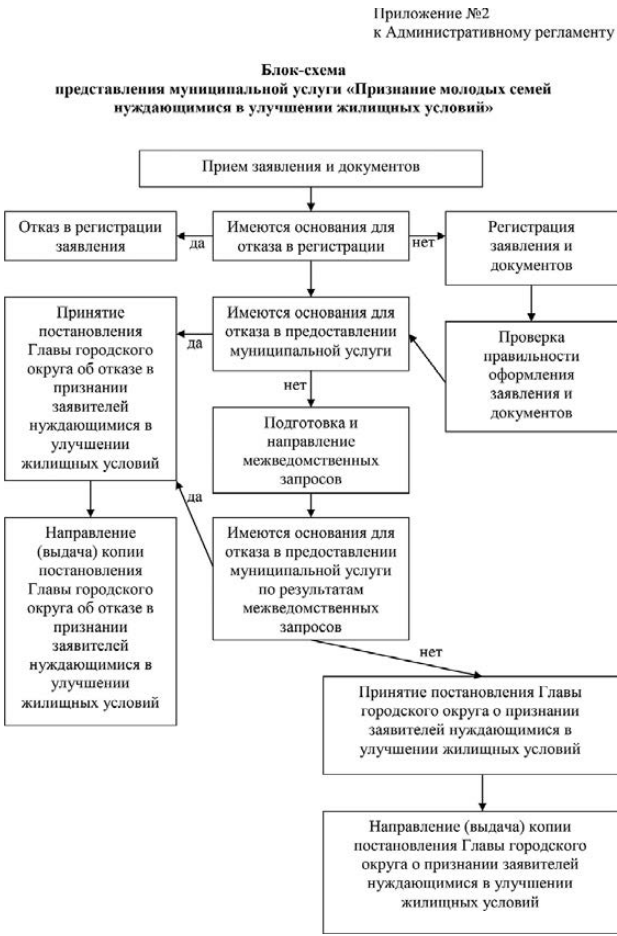 Приложение №2
к Административному регламенту
Блок-схема
представления муниципальной услуги «Признание молодых семей
нуждающимися в улучшении жилищных условий»
Прием заявления и документов
Отказ в регистрации
заявления
да
Имеются основания для
отказа в регистрации
нет
Регистрация
заявления и
документов
Принятие
постановления
Главы городского
округа об отказе в
признании
заявителей
нуждающимися в
улучшении
жилищных условий
да
Имеются основания для
отказа в предоставлении
муниципальной услуги
Проверка
правильности
оформления
заявления и
документов
нет
Подготовка и
направление
межведомственных
запросов
да
Направление
(выдача) копии
постановления
Главы городского
округа об отказе в
признании
заявителей
нуждающимися в
улучшении
жилищных условий
Имеются основания для
отказа в предоставлении
муниципальной услуги
по результатам
межведомственных
запросов
нет
Принятие постановления Главы
городского округа о признании
заявителей нуждающимися в
улучшении жилищных условий
Направление (выдача) копии
постановления Главы городского
округа о признании заявителей
нуждающимися в улучшении
жилищных условий